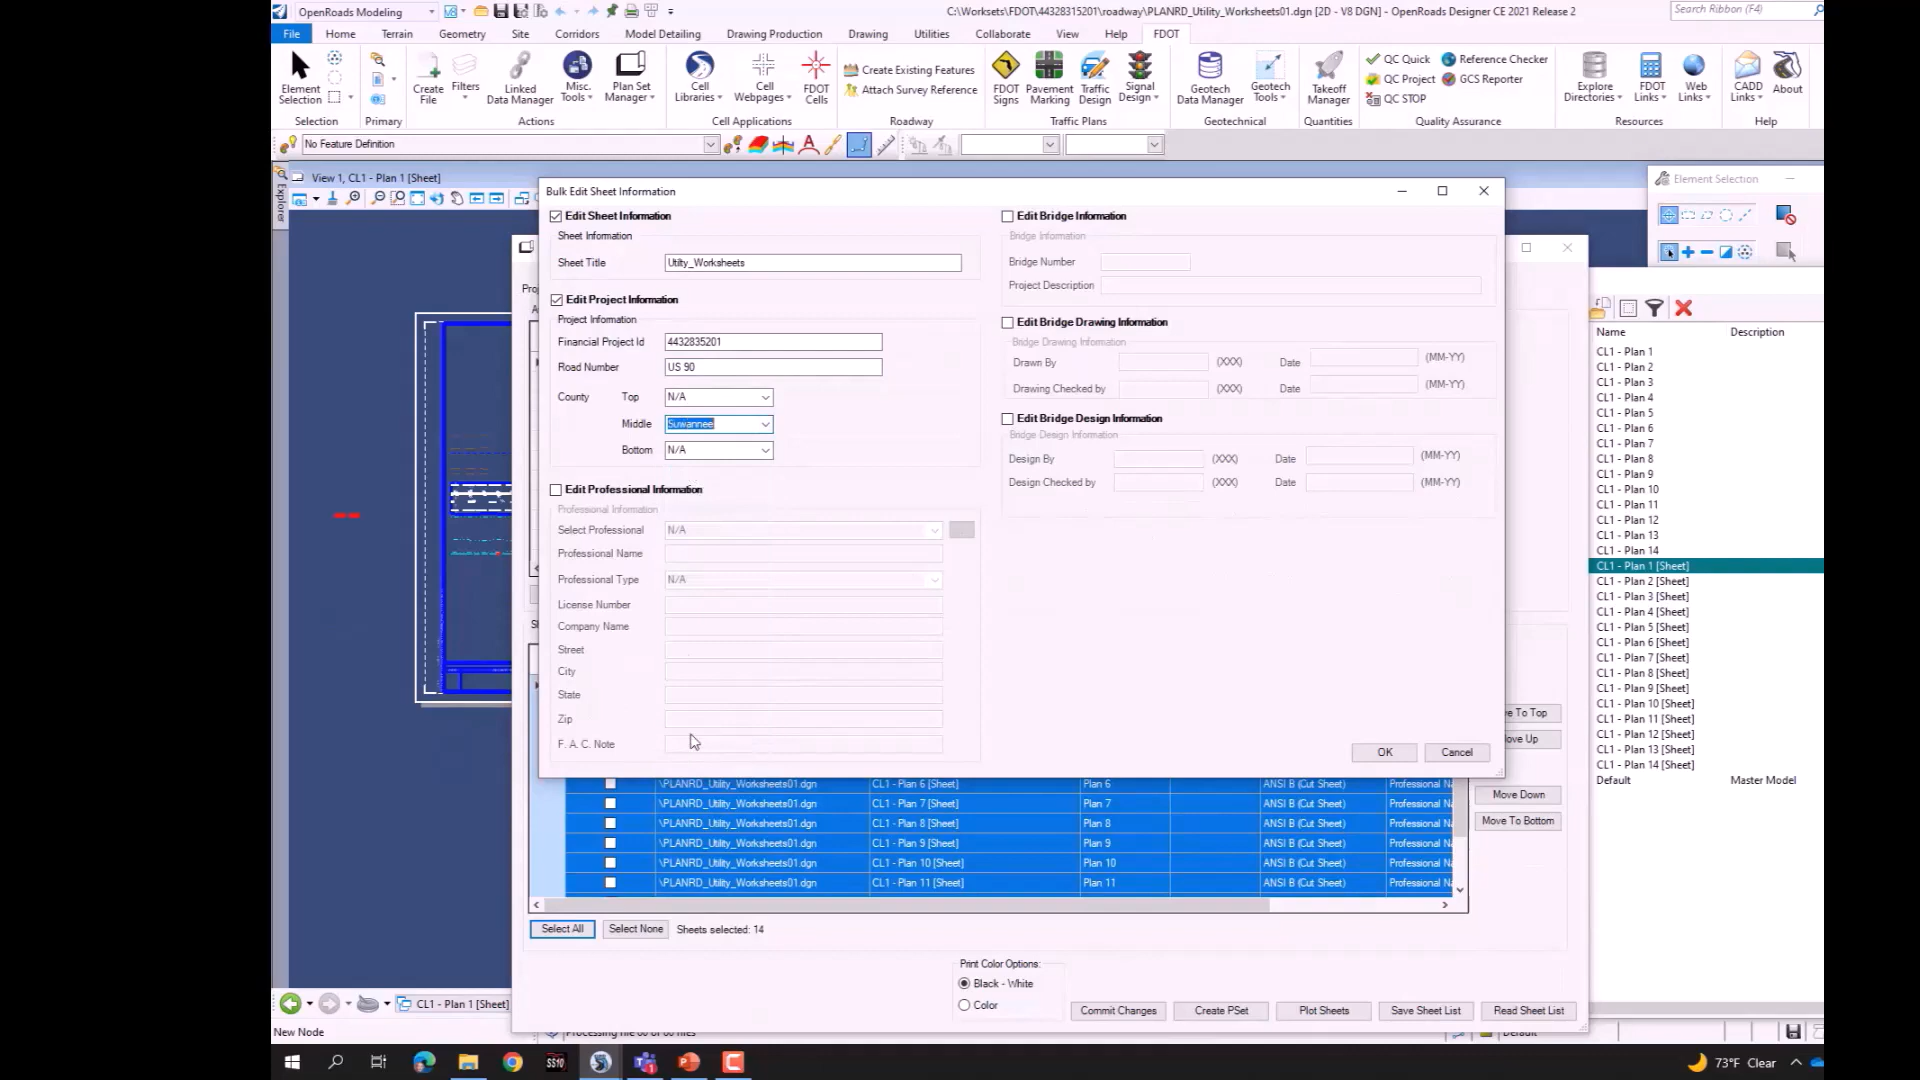 OpenRoads Modeling
C:\Worksets\FDOT\44328315201\roadway\PLANRD_Utility_Worksheets01.dgn [2D - V8 DGN] - OpenRoads Designer CE 2021 Release 2
Search Ribbon (F4)
File Home Terrain Geometry Site Corridors Model Detailing Drawing Production Drawing Utilities Collaborate View Help FDOT
Element Selection
Create File
Filters
Linked Data Manager
Misc. Tools
Plan Set Manager
Cell Libraries
Cell Webpages
FDOT Cells
Create Existing Features
Attach Survey Reference
FDOT Signs
Pavement Marking
Traffic Design
Signal Design
Geotech Data Manager
Geotech Tools
Takeoff Manager
QC Quick
Reference Checker
QC Project
GCS Reporter
QC STOP
Explore Directories
FDOT Links
Web Links
CADD Links
About
Selection Primary Actions Cell Applications Roadway Traffic Plans Geotechnical Quantities Quality Assurance Resources Help
No Feature Definition
Explorer
View 1, CL1 - Plan 1 [Sheet]
Element Selection
Bulk Edit Sheet Information
Edit Sheet Information
Sheet Information
Sheet Title Utilty_Worksheets
Edit Project Information
Project Information
Financial Project Id 4432835201
Road Number US 90
County Top N/A
Middle Suwannee
Bottom N/A
Edit Professional Information
Professional Information
Select Professional N/A
Professional Name
Professional Type N/A
License Number
Company Name
Street
City
State
Zip
F. A. C. Note
Edit Bridge Information
Bridge Information
Bridge Number
Project Description
Edit Bridge Drawing Information
Bridge Drawing Information
Drawn By (XXX) Date (MM-YY)
Drawing Checked by (XXX) Date (MM-YY)
Edit Bridge Design Information
Bridge Design Information
Design By (XXX) Date (MM-YY)
Design Checked by (XXX) Date (MM-YY)
OK Cancel
Name Description
CL1 - Plan 1
CL1 - Plan 2
CL1 - Plan 3
CL1 - Plan 4
CL1 - Plan 5
CL1 - Plan 6
CL1 - Plan 7
CL1 - Plan 8
CL1 - Plan 9
CL1 - Plan 10
CL1 - Plan 11
CL1 - Plan 12
CL1 - Plan 13
CL1 - Plan 14
CL1 - Plan 1 [Sheet]
CL1 - Plan 2 [Sheet]
CL1 - Plan 3 [Sheet]
CL1 - Plan 4 [Sheet]
CL1 - Plan 5 [Sheet]
CL1 - Plan 6 [Sheet]
CL1 - Plan 7 [Sheet]
CL1 - Plan 8 [Sheet]
CL1 - Plan 9 [Sheet]
CL1 - Plan 10 [Sheet]
CL1 - Plan 11 [Sheet]
CL1 - Plan 12 [Sheet]
CL1 - Plan 13 [Sheet]
CL1 - Plan 14 [Sheet]
Default Master Model
e To Top
ove Up
Move Down
Move To Bottom
\PLANRD_Utility_Worksheets01.dgn CL1 - Plan 6 [Sheet] Plan 6 ANSI B (Cut Sheet) Professional Na
\PLANRD_Utility_Worksheets01.dgn CL1 - Plan 7 [Sheet] Plan 7 ANSI B (Cut Sheet) Professional Na
\PLANRD_Utility_Worksheets01.dgn CL1 - Plan 8 [Sheet] Plan 8 ANSI B (Cut Sheet) Professional Na
\PLANRD_Utility_Worksheets01.dgn CL1 - Plan 9 [Sheet] Plan 9 ANSI B (Cut Sheet) Professional Na
\PLANRD_Utility_Worksheets01.dgn CL1 - Plan 10 [Sheet] Plan 10 ANSI B (Cut Sheet) Professional Na
\PLANRD_Utility_Worksheets01.dgn CL1 - Plan 11 [Sheet] Plan 11 ANSI B (Cut Sheet) Professional Na
Select All Select None Sheets selected: 14
Print Color Options:
Black - White
Color
Commit Changes Create PSet Plot Sheets Save Sheet List Read Sheet List
CL1 - Plan 1 [Sheet]
New Node
Default
SS10
73°F Clear